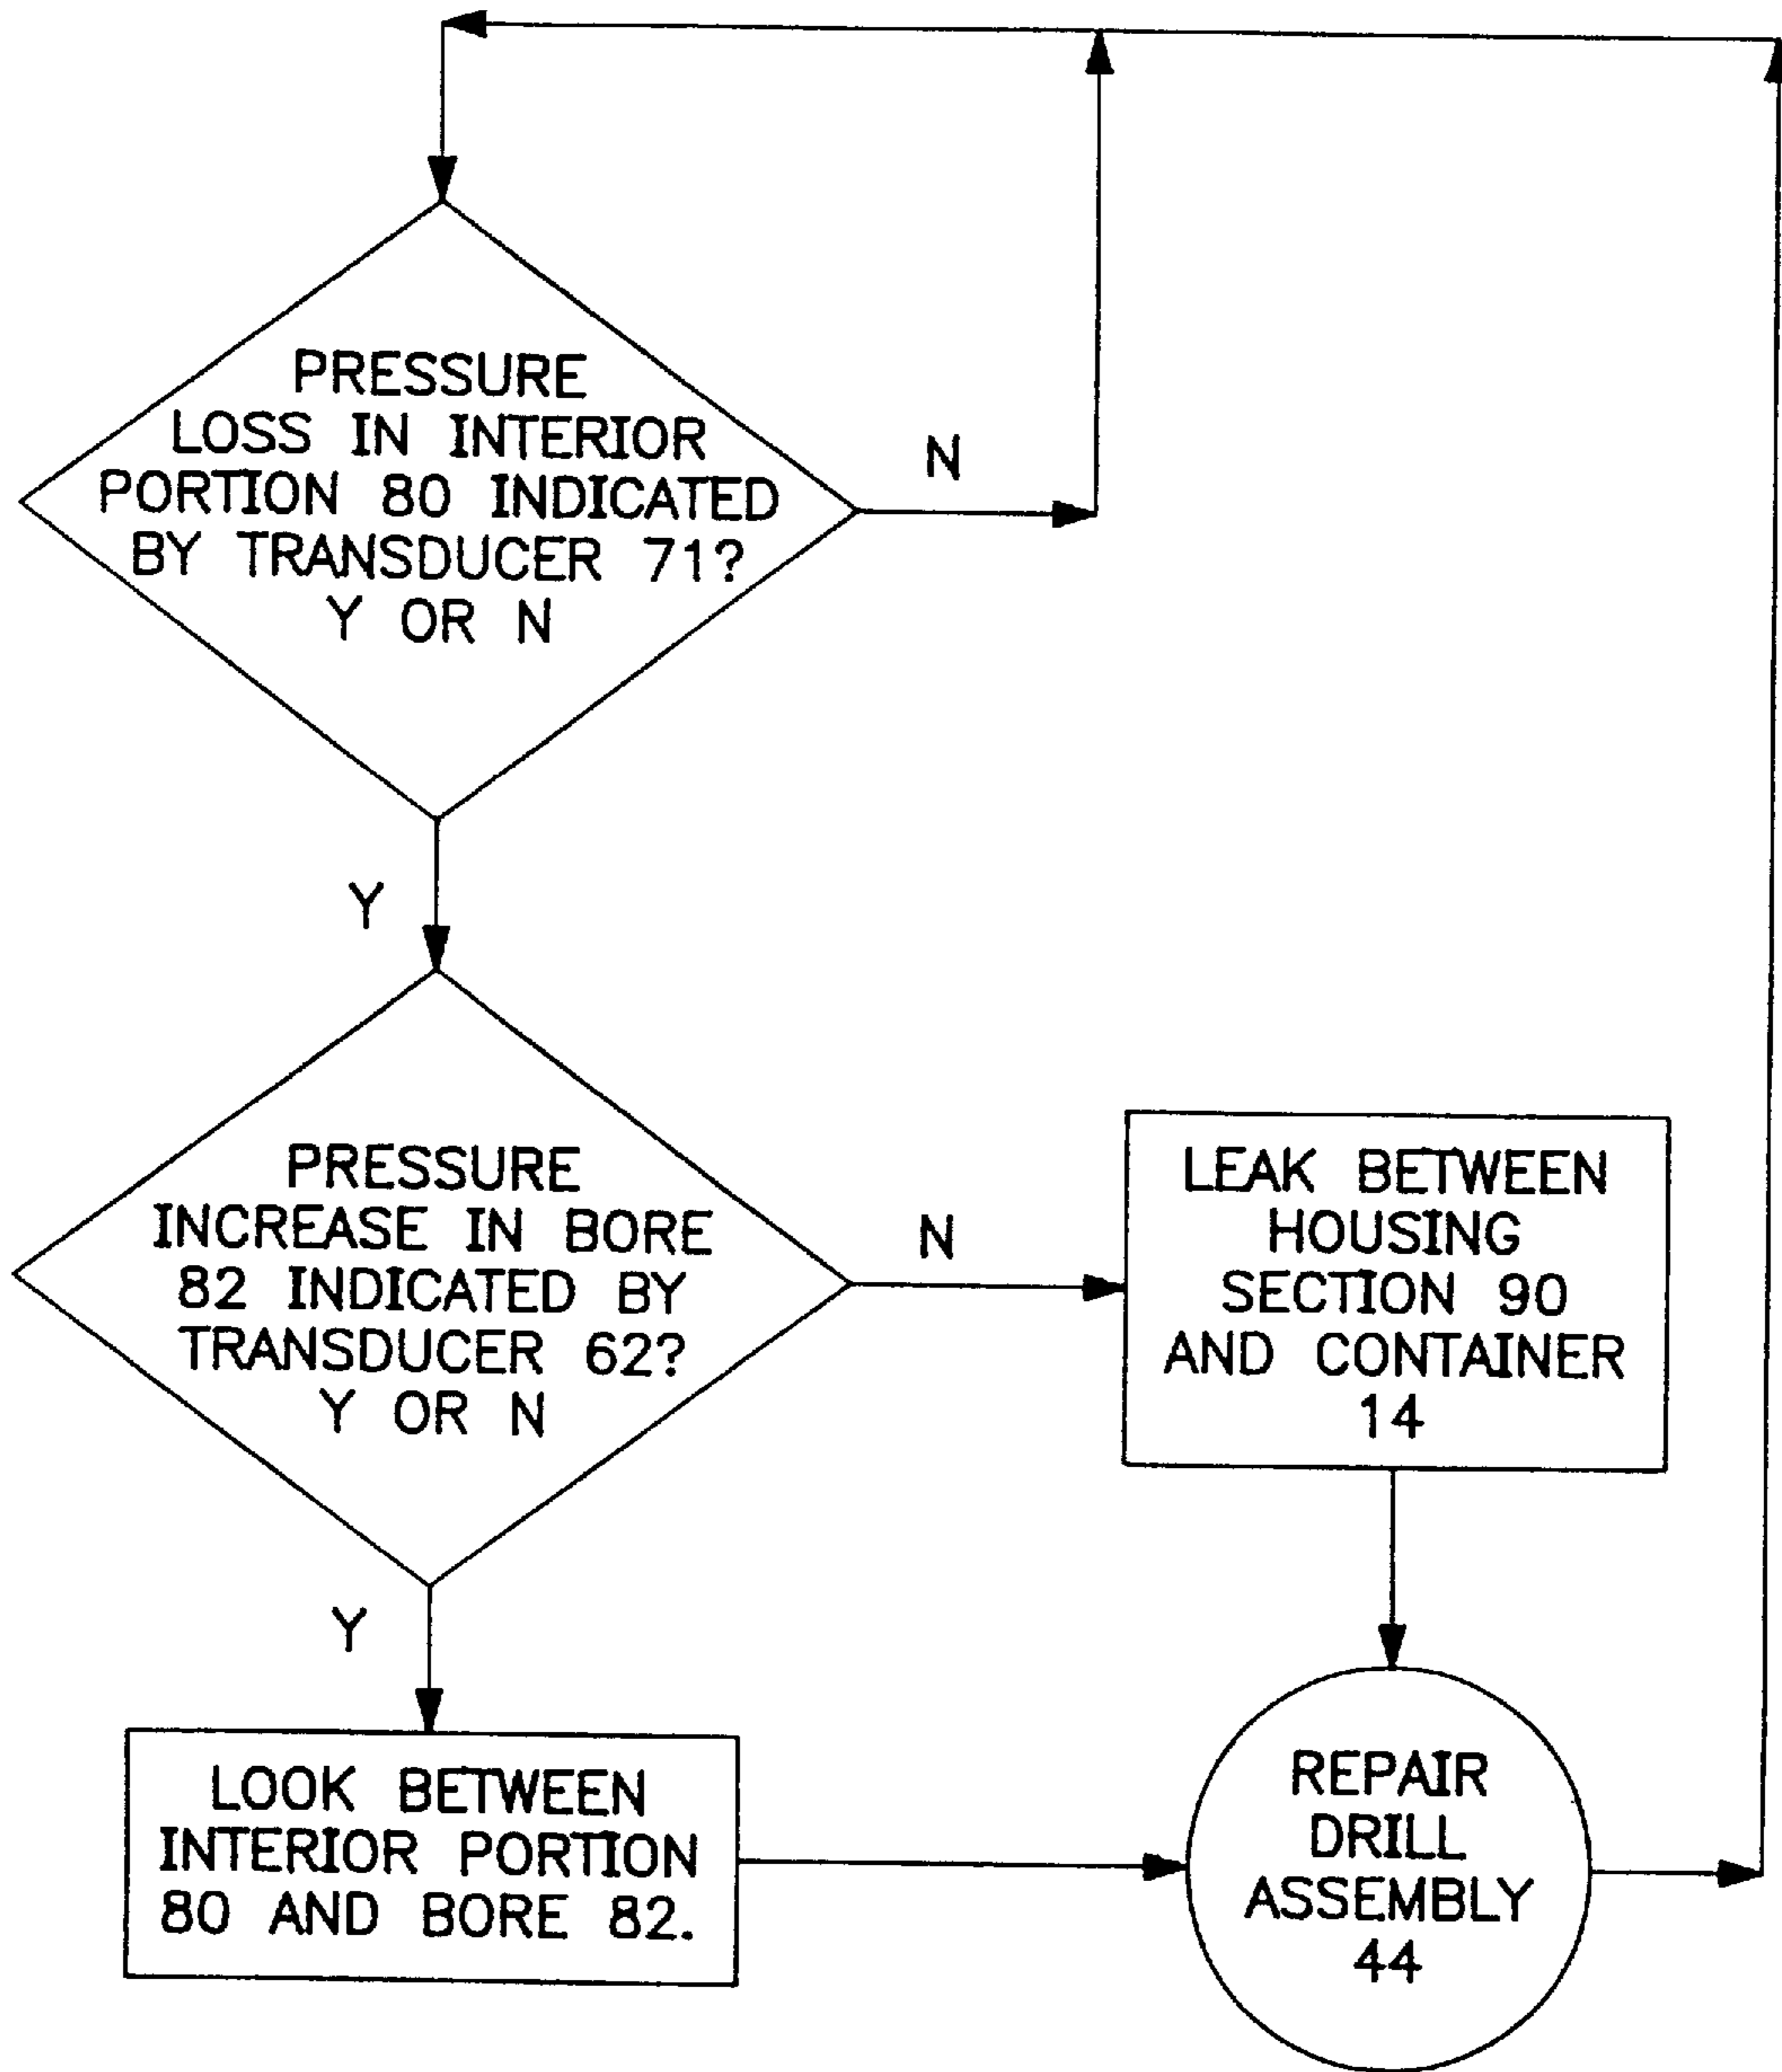 PRESSURE
LOSS IN INTERIOR
PORTION 80 INDICATED
BY TRANSDUCER 71?
Y OR N
N
Y
PRESSURE
INCREASE IN BORE
82 INDICATED BY
TRANSDUCER 62?
Y OR N
N
LEAK BETWEEN
HOUSING
SECTION 90
AND CONTAINER
14
Y
LOOK BETWEEN
INTERIOR PORTION
80 AND BORE 82.
REPAIR
DRILL
ASSEMBLY
44